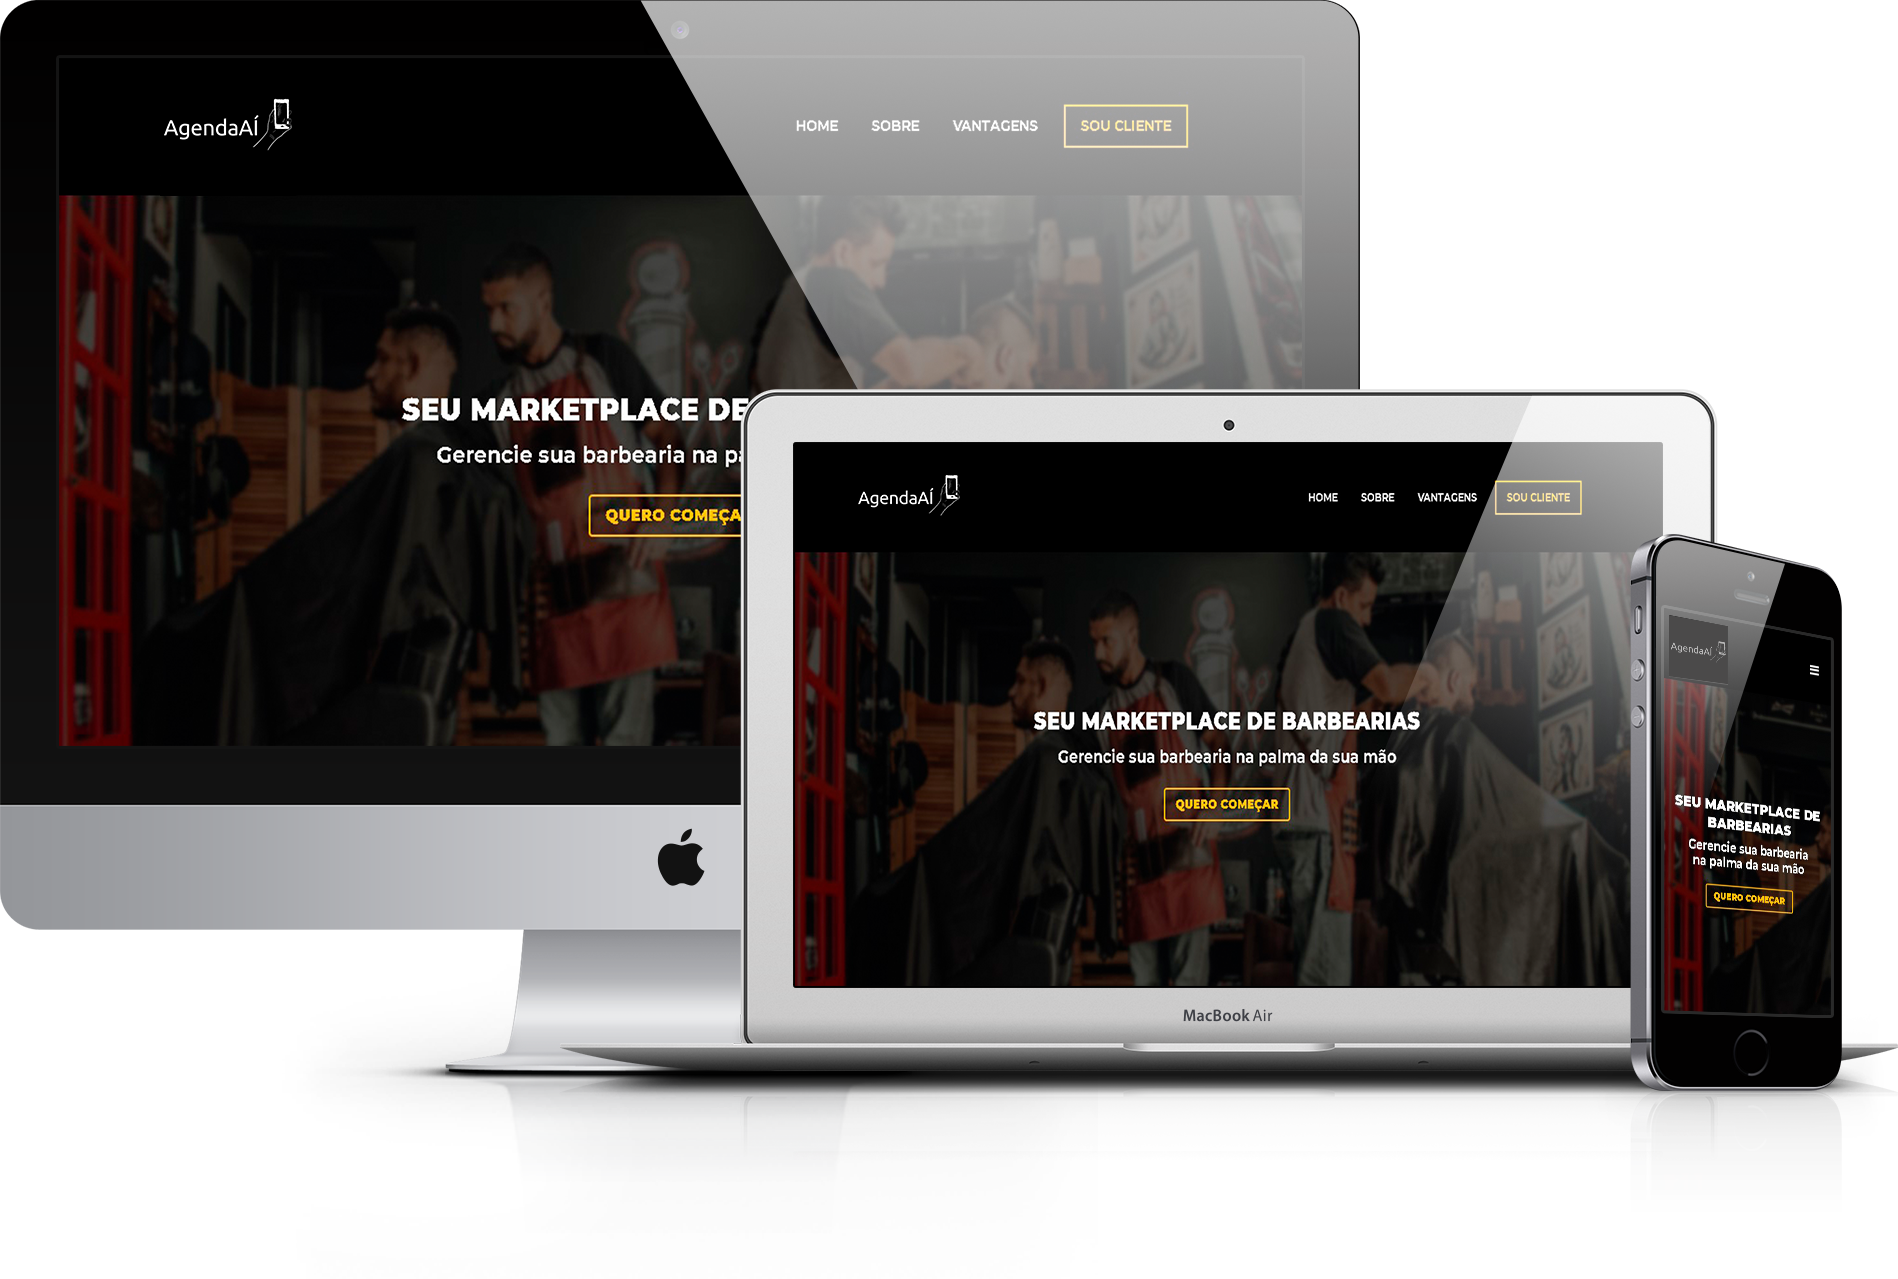 AgendaAÍ
HOME SOBRE VANTAGENS SOU CLIENTE
SEU MARKETPLACE DE
Gerencie sua barbearia na
QUERO
AgendaAÍ
HOME SOBRE VANTAGENS SOU CLIENTE
SEU MARKETPLACE DE BARBEARIAS
Gerencie sua barbearia na palma da sua mão
QUERO COMEÇAR
MacBook Air
AgendaAÍ
SEU MARKETPLACE DE
BARBEARIAS
Gerencie sua barbearia
na palma da sua mão
QUERO COMEÇAR